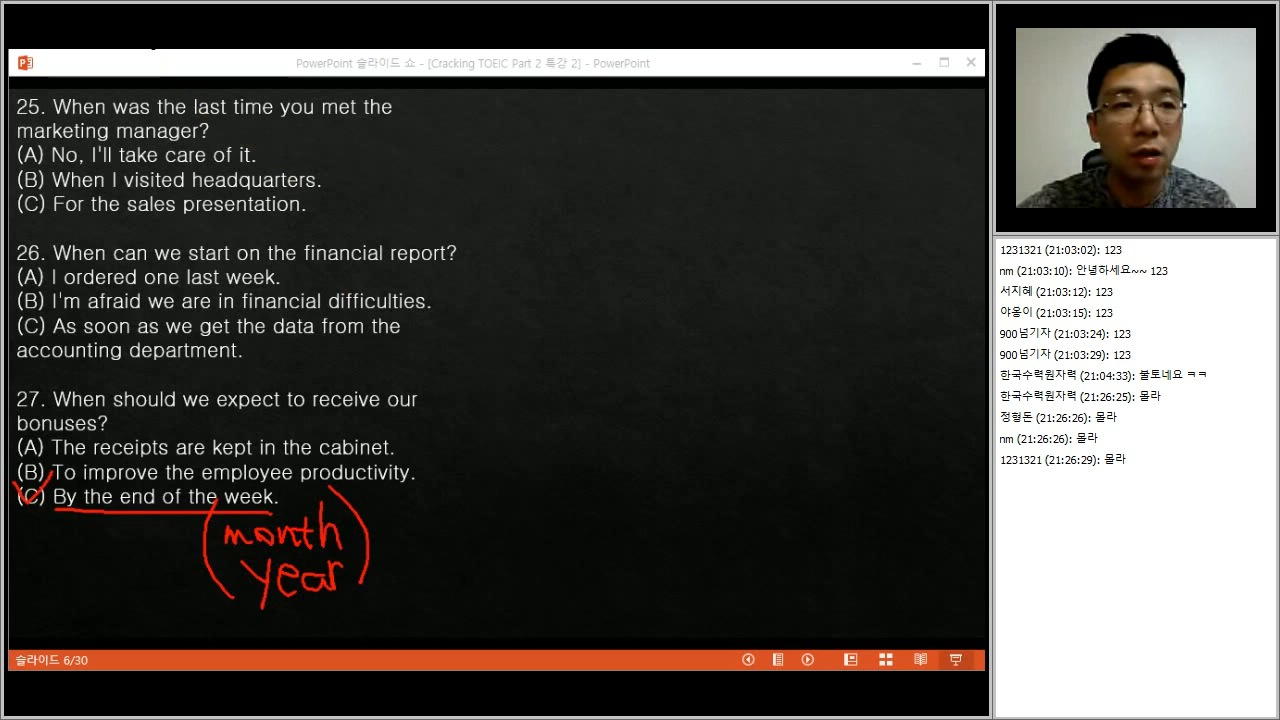 PowerPoint 슬라이드 쇼 - [Cracking TOEIC Part 2 특강 2] - PowerPoint
25. When was the last time you met the
marketing manager?
(A) No, I'll take care of it.
(B) When I visited headquarters.
(C) For the sales presentation.
26. When can we start on the financial report?
(A) I ordered one last week.
(B) I'm afraid we are in financial difficulties.
(C) As soon as we get the data from the
accounting department.
27. When should we expect to receive our
bonuses?
(A) The receipts are kept in the cabinet.
(B) To improve the employee productivity.
(C) By the end of the week.
(month
year)
슬라이드 6/30
1231321 (21:03:02): 123
nm (21:03:10): 안녕하세요~~ 123
서지혜 (21:03:12): 123
야옹이 (21:03:15): 123
900넘기자 (21:03:24): 123
900넘기자 (21:03:29): 123
한국수력원자력 (21:04:33): 불토네요 ㅋㅋ
한국수력원자력 (21:26:25): 몰라
정형돈 (21:26:26): 몰라
nm (21:26:26): 몰라
1231321 (21:26:29): 몰라